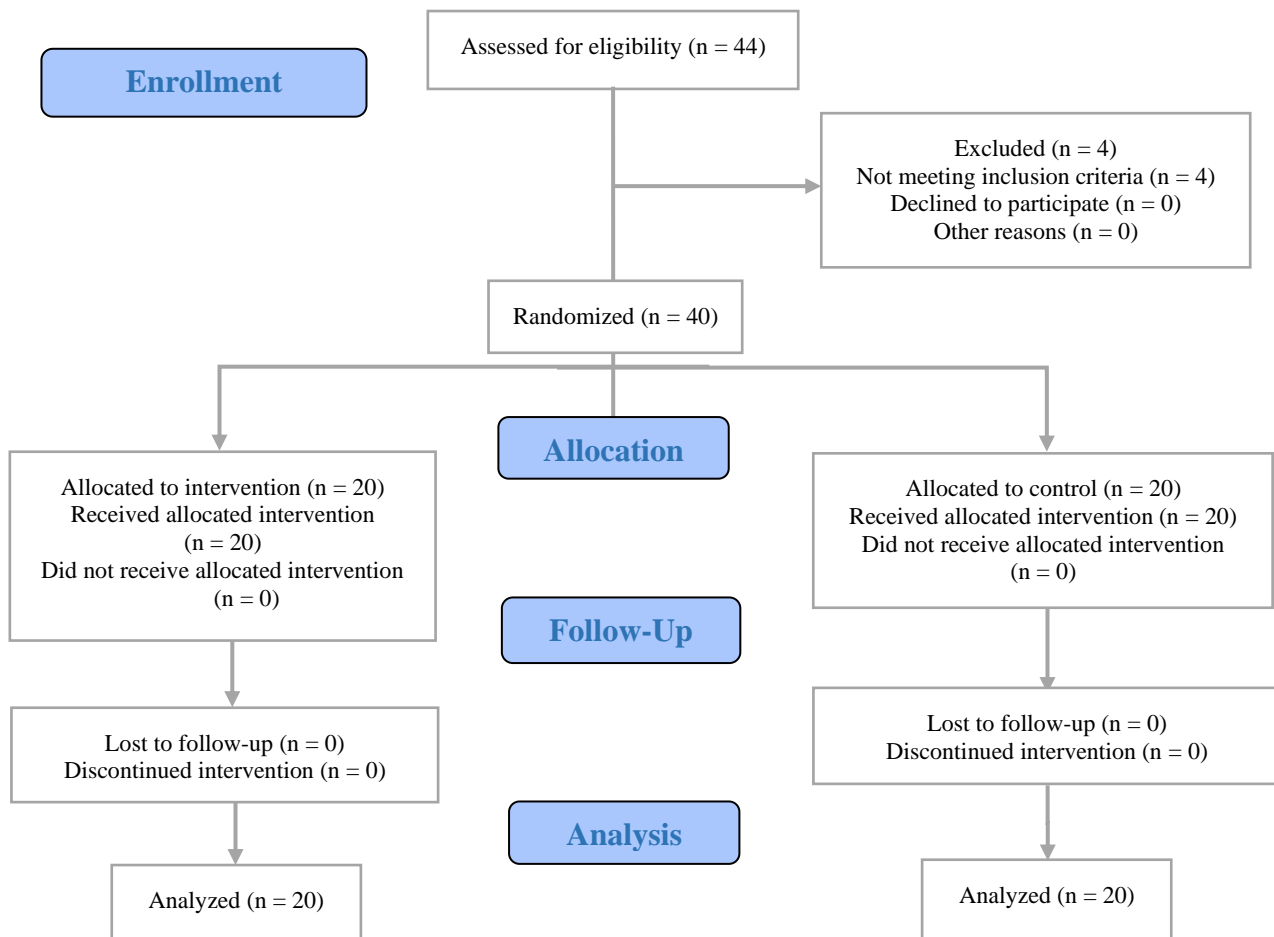 Assessed for eligibility (n = 44)
Enrollment
Excluded (n = 4)
Not meeting inclusion criteria (n = 4)
Declined to participate (n = 0)
Other reasons (n = 0)
Randomized (n = 40)
Allocation
Allocated to intervention (n = 20)
Received allocated intervention
(n = 20)
Did not receive allocated intervention
(n = 0)
Allocated to control (n = 20)
Received allocated intervention (n = 20)
Did not receive allocated intervention
(n = 0)
Follow-Up
Lost to follow-up (n = 0)
Discontinued intervention (n = 0)
Lost to follow-up (n = 0)
Discontinued intervention (n = 0)
Analysis
Analyzed (n = 20)
Analyzed (n = 20)